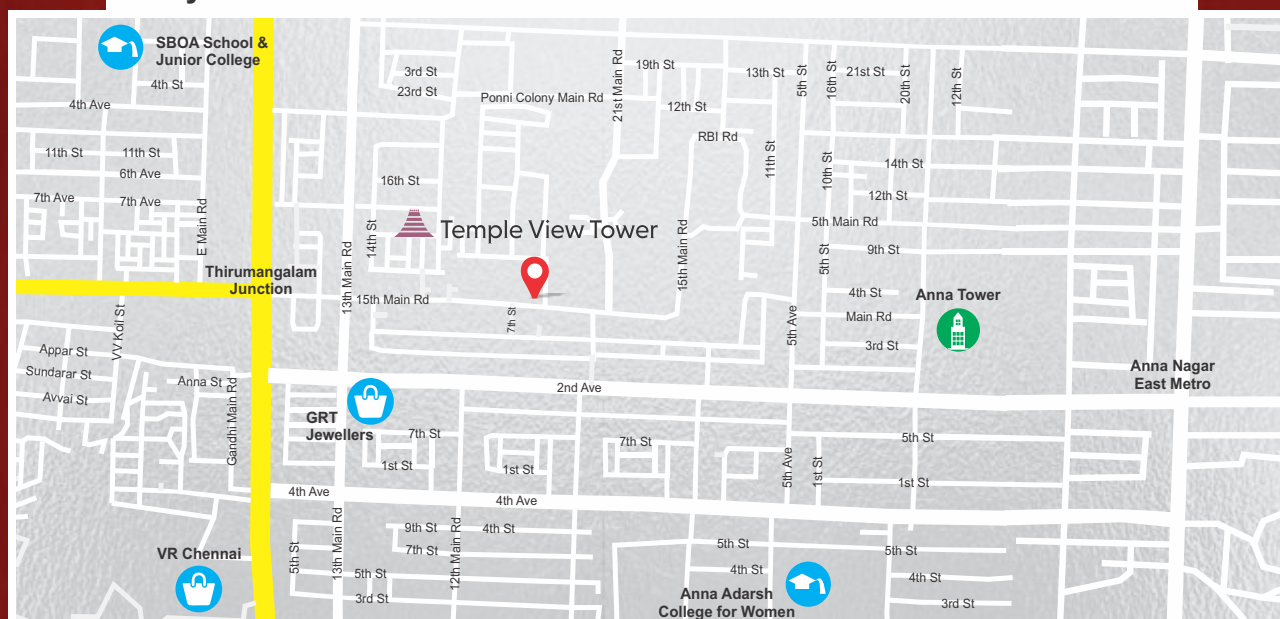 SBOA School &
Junior College
4th St
4th Ave
11th St
11th St
6th Ave
7th Ave
7th Ave
E Main Rd
Thirumangalam
Junction
3rd St
23rd St
Ponni Colony Main Rd
21st Main Rd
19th St
12th St
RBI Rd
13th St
5th St
16th St
21st St
20th St
12th St
11th St
10th St
14th St
12th St
16th St
14th St
Temple View Tower
13th Main Rd
15th Main Rd
7th St
15th Main Rd
5th Main Rd
5th St
9th St
4th St
Main Rd
3rd St
5th Ave
Anna Tower
Anna Nagar
East Metro
VV Koil St
Appar St
Sundarar St
Avvai St
Anna St
Gandhi Main Rd
2nd Ave
GRT
Jewellers
7th St
1st St
1st St
7th St
5th Ave
1st St
5th St
1st St
4th Ave
4th Ave
VR Chennai
5th St
13th Main Rd
9th St
7th St
5th St
3rd St
12th Main Rd
4th St
5th St
4th St
Anna Adarsh
College for Women
5th St
4th St
3rd St